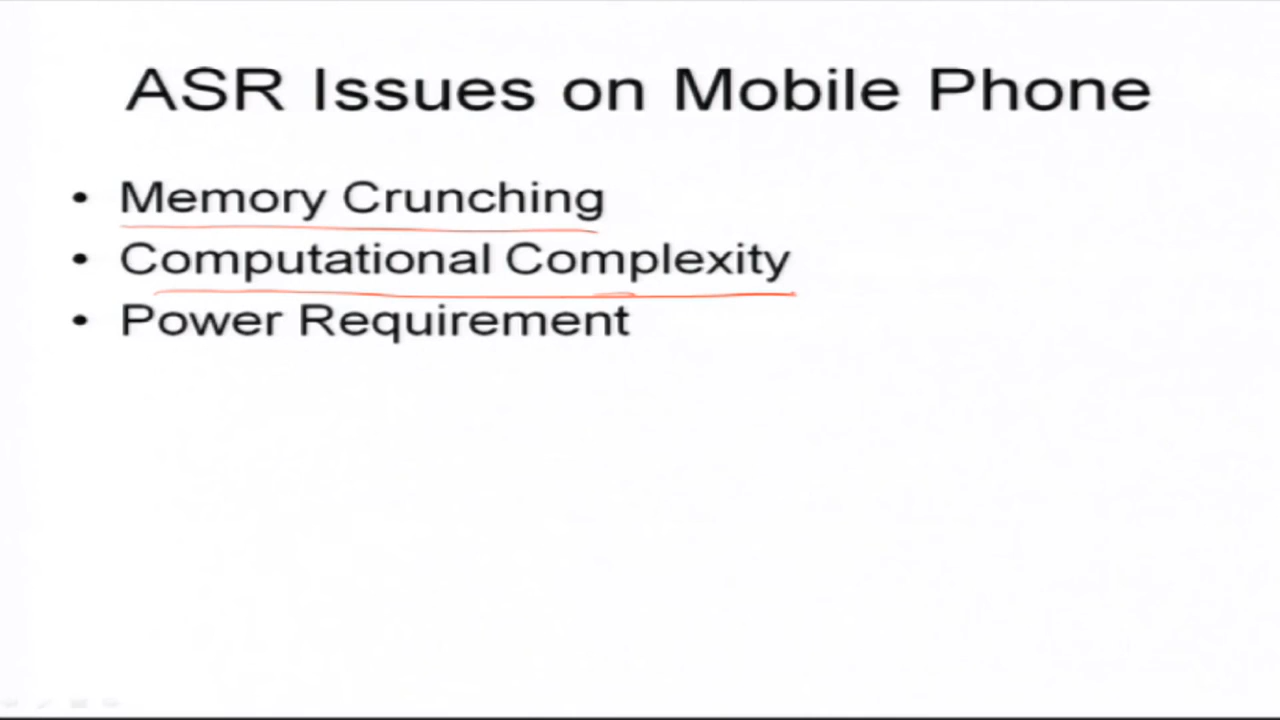 ASR Issues on Mobile Phone
• Memory Crunching
• Computational Complexity
• Power Requirement